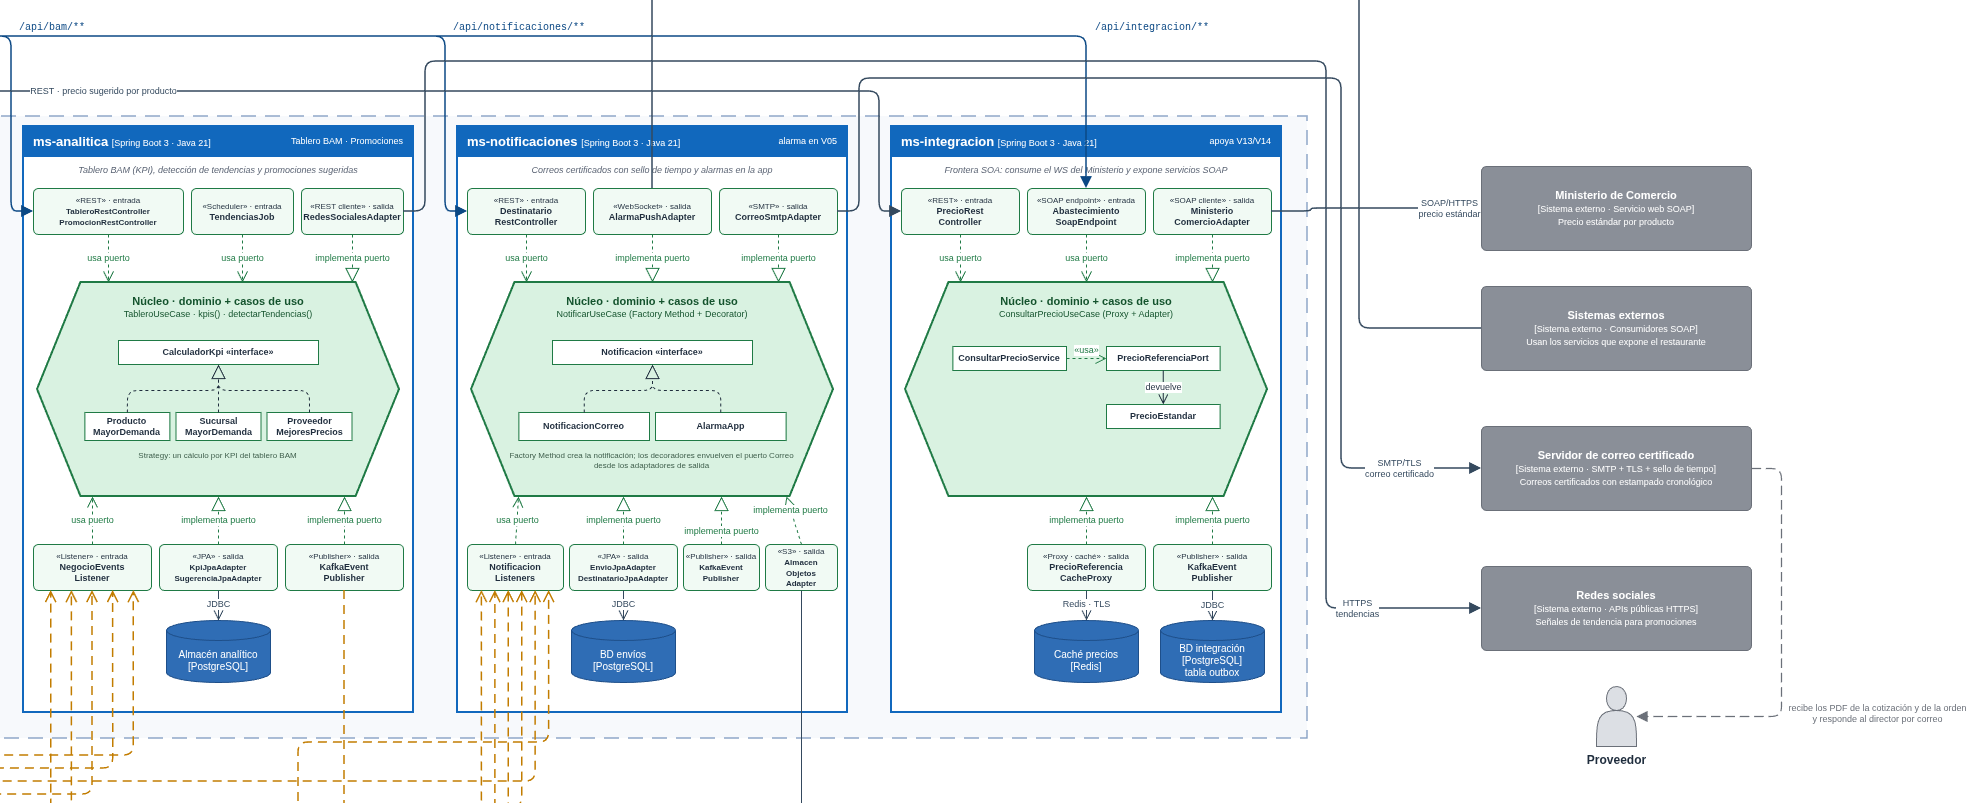 /api/bam/**
/api/notificaciones/**
/api/integracion/**
REST · precio sugerido por producto
ms-analitica [Spring Boot 3 · Java 21]
Tablero BAM · Promociones
Tablero BAM (KPI), detección de tendencias y promociones sugeridas
«REST» · entrada
TableroRestController
PromocionRestController
«Scheduler» · entrada
TendenciasJob
«REST cliente» · salida
RedesSocialesAdapter
usa puerto
usa puerto
implementa puerto
Núcleo · dominio + casos de uso
TableroUseCase · kpis() · detectarTendencias()
CalculadorKpi «interface»
Producto
MayorDemanda
Sucursal
MayorDemanda
Proveedor
MejoresPrecios
Strategy: un cálculo por KPI del tablero BAM
usa puerto
implementa puerto
implementa puerto
«Listener» · entrada
NegocioEvents
Listener
«JPA» · salida
KpiJpaAdapter
SugerenciaJpaAdapter
«Publisher» · salida
KafkaEvent
Publisher
JDBC
Almacén analítico
[PostgreSQL]
ms-notificaciones [Spring Boot 3 · Java 21]
alarma en V05
Correos certificados con sello de tiempo y alarmas en la app
«REST» · entrada
Destinatario
RestController
«WebSocket» · salida
AlarmaPushAdapter
«SMTP» · salida
CorreoSmtpAdapter
usa puerto
implementa puerto
implementa puerto
Núcleo · dominio + casos de uso
NotificarUseCase (Factory Method + Decorator)
Notificacion «interface»
NotificacionCorreo
AlarmaApp
Factory Method crea la notificación; los decoradores envuelven el puerto Correo
desde los adaptadores de salida
usa puerto
implementa puerto
implementa puerto
implementa puerto
«Listener» · entrada
Notificacion
Listeners
«JPA» · salida
EnvioJpaAdapter
DestinatarioJpaAdapter
«Publisher» · salida
KafkaEvent
Publisher
«S3» · salida
Almacen
Objetos
Adapter
JDBC
BD envíos
[PostgreSQL]
ms-integracion [Spring Boot 3 · Java 21]
apoya V13/V14
Frontera SOA: consume el WS del Ministerio y expone servicios SOAP
«REST» · entrada
PrecioRest
Controller
«SOAP endpoint» · entrada
Abastecimiento
SoapEndpoint
«SOAP cliente» · salida
Ministerio
ComercioAdapter
usa puerto
usa puerto
implementa puerto
Núcleo · dominio + casos de uso
ConsultarPrecioUseCase (Proxy + Adapter)
ConsultarPrecioService
«usa»
PrecioReferenciaPort
devuelve
PrecioEstandar
implementa puerto
implementa puerto
«Proxy · caché» · salida
PrecioReferencia
CacheProxy
«Publisher» · salida
KafkaEvent
Publisher
Redis · TLS
JDBC
Caché precios
[Redis]
BD integración
[PostgreSQL]
tabla outbox
SOAP/HTTPS
precio estándar
Ministerio de Comercio
[Sistema externo · Servicio web SOAP]
Precio estándar por producto
Sistemas externos
[Sistema externo · Consumidores SOAP]
Usan los servicios que expone el restaurante
SMTP/TLS
correo certificado
Servidor de correo certificado
[Sistema externo · SMTP + TLS + sello de tiempo]
Correos certificados con estampado cronológico
HTTPS
tendencias
Redes sociales
[Sistema externo · APIs públicas HTTPS]
Señales de tendencia para promociones
recibe los PDF de la cotización y de la orden
y responde al director por correo
Proveedor